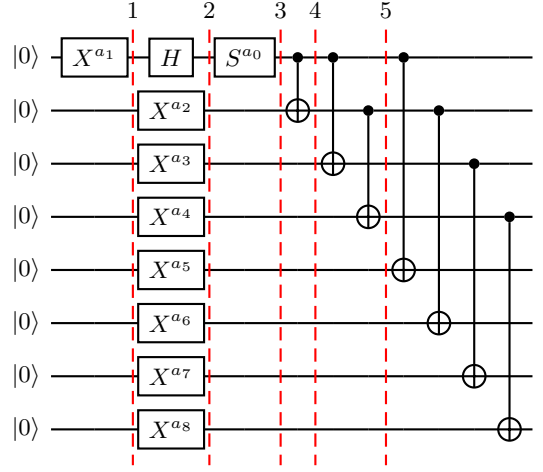 1 2 3 4 5
|0⟩ X^{a_1} H S^{a_0}
|0⟩ X^{a_2}
|0⟩ X^{a_3}
|0⟩ X^{a_4}
|0⟩ X^{a_5}
|0⟩ X^{a_6}
|0⟩ X^{a_7}
|0⟩ X^{a_8}